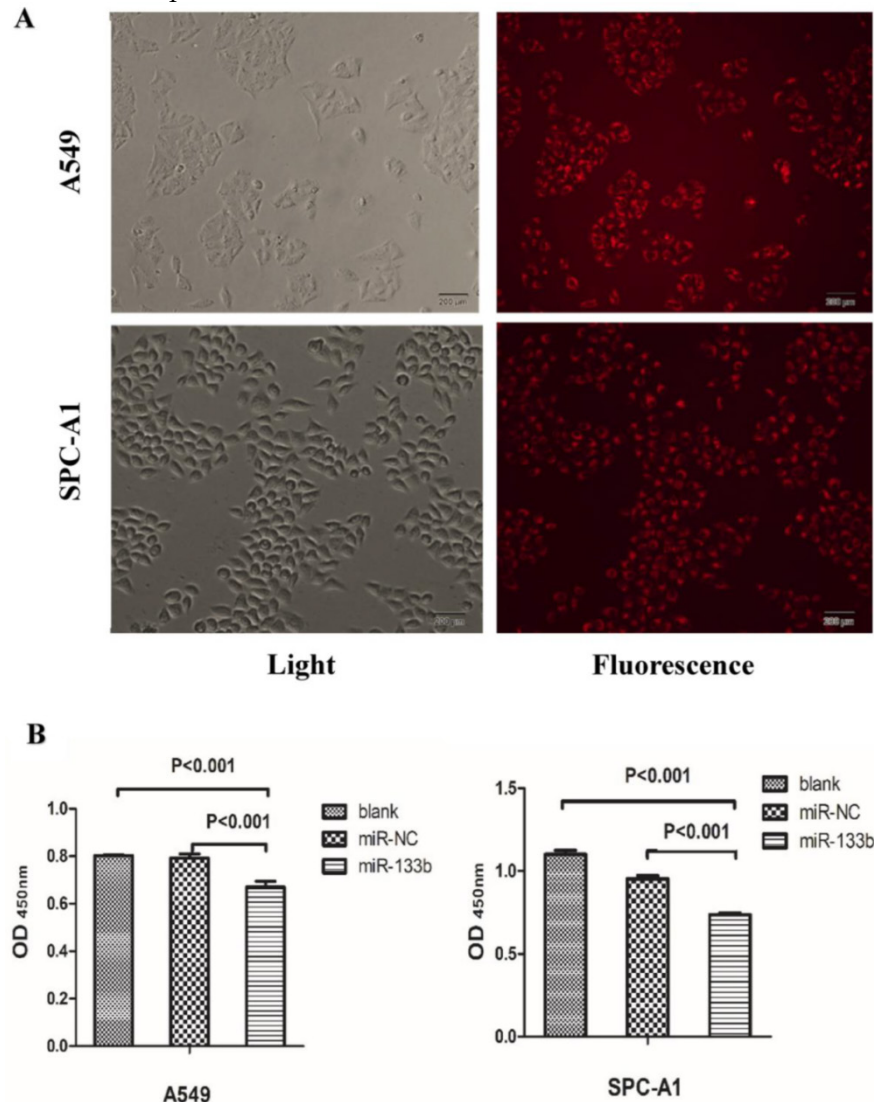 A
A549
200 µm
SPC-A1
Light
Fluorescence
B
P<0.001
P<0.001
blank
miR-NC
miR-133b
1.0
0.8
0.6
0.4
0.2
0.0
OD 450nm
A549
P<0.001
P<0.001
blank
miR-NC
miR-133b
1.5
1.0
0.5
0.0
OD 450nm
SPC-A1